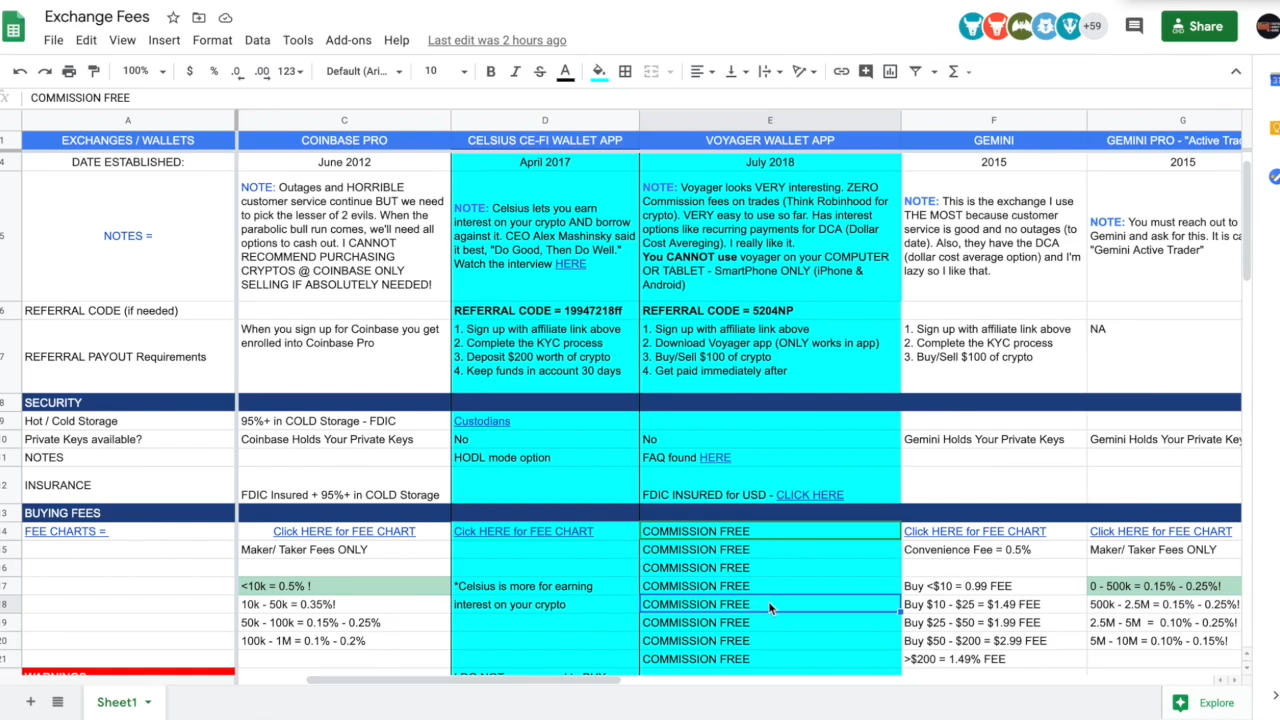 Exchange Fees
File Edit View Insert Format Data Tools Add-ons Help Last edit was 2 hours ago
+59
Share
100% $ % .0 .00 123 Default (Ari... 10 B I S A
COMMISSION FREE
A C D E F G
1 EXCHANGES / WALLETS COINBASE PRO CELSIUS CE-FI WALLET APP VOYAGER WALLET APP GEMINI GEMINI PRO - "Active Trad
4 DATE ESTABLISHED: June 2012 April 2017 July 2018 2015 2015
5 NOTES =
NOTE: Outages and HORRIBLE
customer service continue BUT we need
to pick the lesser of 2 evils. When the
parabolic bull run comes, we'll need all
options to cash out. I CANNOT
RECOMMEND PURCHASING
CRYPTOS @ COINBASE ONLY
SELLING IF ABSOLUTELY NEEDED!
NOTE: Celsius lets you earn
interest on your crypto AND borrow
against it. CEO Alex Mashinsky said
it best, "Do Good, Then Do Well."
Watch the interview HERE
NOTE: Voyager looks VERY interesting. ZERO
Commission fees on trades (Think Robinhood for
crypto). VERY easy to use so far. Has interest
options like recurring payments for DCA (Dollar
Cost Avereging). I really like it.
You CANNOT use voyager on your COMPUTER
OR TABLET - SmartPhone ONLY (iPhone &
Android)
NOTE: This is the exchange I use
THE MOST because customer
service is good and no outages (to
date). Also, they have the DCA
(dollar cost average option) and I'm
lazy so I like that.
NOTE: You must reach out to
Gemini and ask for this. It is ca
"Gemini Active Trader"
6 REFERRAL CODE (if needed) REFERRAL CODE = 19947218ff REFERRAL CODE = 5204NP
7 REFERRAL PAYOUT Requirements
When you sign up for Coinbase you get
enrolled into Coinbase Pro
1. Sign up with affiliate link above
2. Complete the KYC process
3. Deposit $200 worth of crypto
4. Keep funds in account 30 days
1. Sign up with affiliate link above
2. Download Voyager app (ONLY works in app)
3. Buy/Sell $100 of crypto
4. Get paid immediately after
1. Sign up with affiliate link above
2. Complete the KYC process
3. Buy/Sell $100 of crypto
NA
8 SECURITY
9 Hot / Cold Storage 95%+ in COLD Storage - FDIC Custodians
10 Private Keys available? Coinbase Holds Your Private Keys No No Gemini Holds Your Private Keys Gemini Holds Your Private Key
11 NOTES HODL mode option FAQ found HERE
12 INSURANCE FDIC Insured + 95%+ in COLD Storage FDIC INSURED for USD - CLICK HERE
13 BUYING FEES
14 FEE CHARTS = Click HERE for FEE CHART Click HERE for FEE CHART COMMISSION FREE Click HERE for FEE CHART Click HERE for FEE CHART
15 Maker/ Taker Fees ONLY COMMISSION FREE Convenience Fee = 0.5% Maker/ Taker Fees ONLY
16 COMMISSION FREE
17 <10k = 0.5% ! *Celsius is more for earning COMMISSION FREE Buy <$10 = 0.99 FEE 0 - 500k = 0.15% - 0.25%!
18 10k - 50k = 0.35%! interest on your crypto COMMISSION FREE Buy $10 - $25 = $1.49 FEE 500k - 2.5M = 0.15% - 0.25%!
19 50k - 100k = 0.15% - 0.25% COMMISSION FREE Buy $25 - $50 = $1.99 FEE 2.5M - 5M = 0.10% - 0.25%!
20 100k - 1M = 0.1% - 0.2% COMMISSION FREE Buy $50 - $200 = $2.99 FEE 5M - 10M = 0.10% - 0.15%!
21 COMMISSION FREE >$200 = 1.49% FEE
Sheet1 Explore